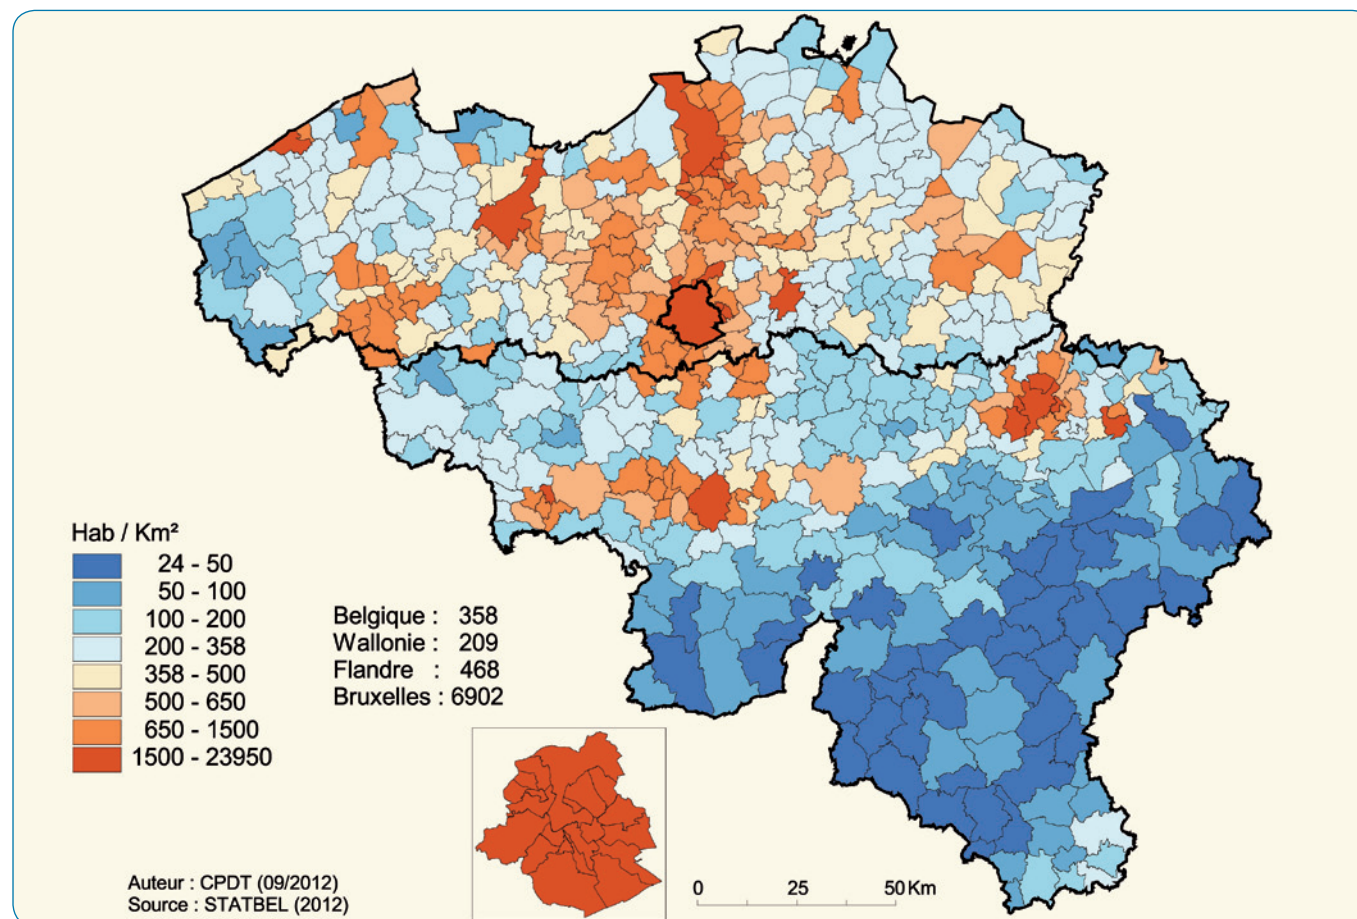 Hab / Km²
24 - 50
50 - 100
100 - 200
200 - 358
358 - 500
500 - 650
650 - 1500
1500 - 23950
Belgique : 358
Wallonie : 209
Flandre : 468
Bruxelles : 6902
Auteur : CPDT (09/2012)
Source : STATBEL (2012)
0 25 50 Km